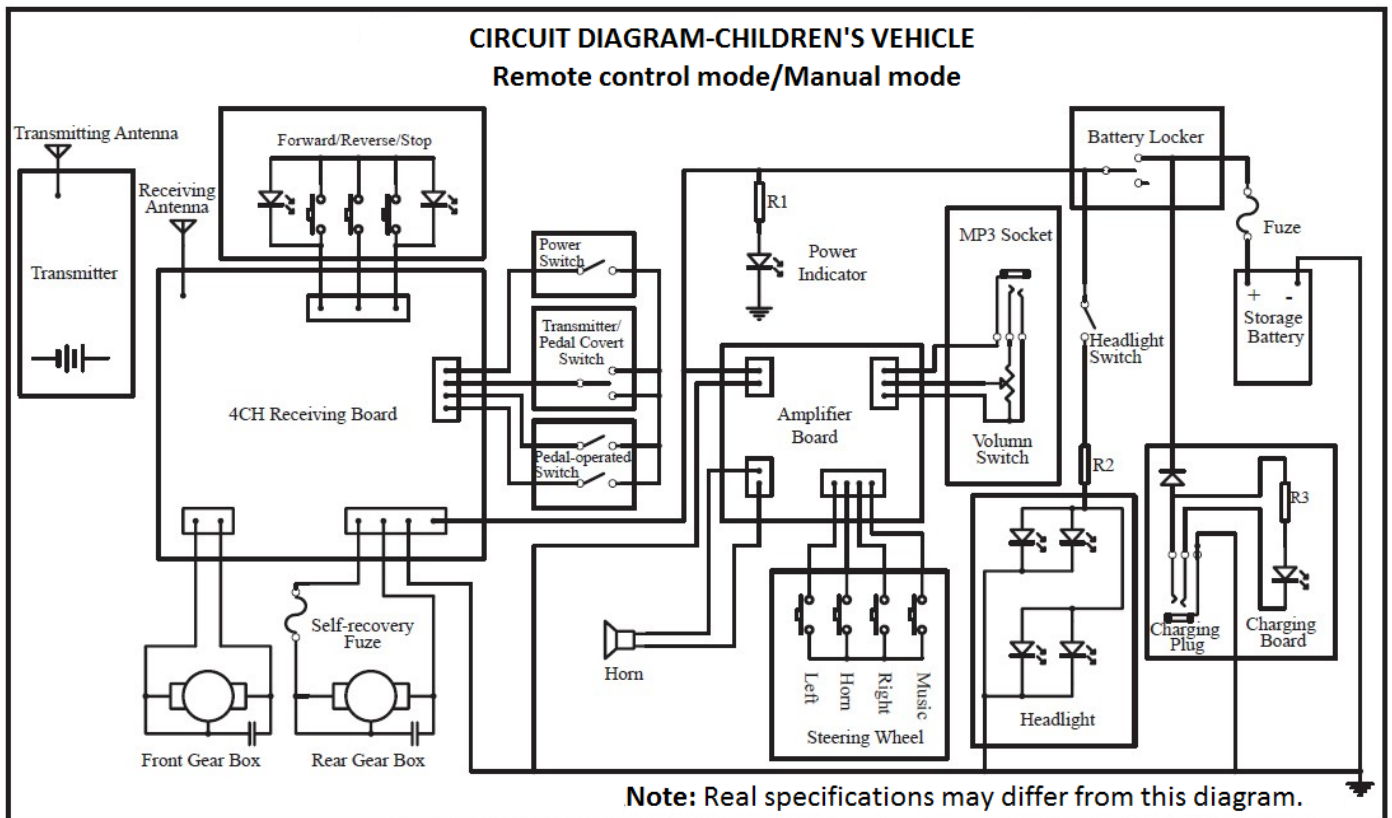 CIRCUIT DIAGRAM-CHILDREN'S VEHICLE
Remote control mode/Manual mode
Transmitting Antenna
Transmitter
Receiving
Antenna
Forward/Reverse/Stop
4CH Receiving Board
Power
Switch
Transmitter/
Pedal Covert
Switch
Pedal-operated
Switch
R1
Power
Indicator
Amplifier
Board
MP3 Socket
Volumn
Switch
Battery Locker
Fuze
+ -
Storage
Battery
Headlight
Switch
R2
R3
Charging
Plug
Charging
Board
Headlight
Self-recovery
Fuze
Front Gear Box
Rear Gear Box
Horn
Left
Horn
Right
Music
Steering Wheel
Note: Real specifications may differ from this diagram.